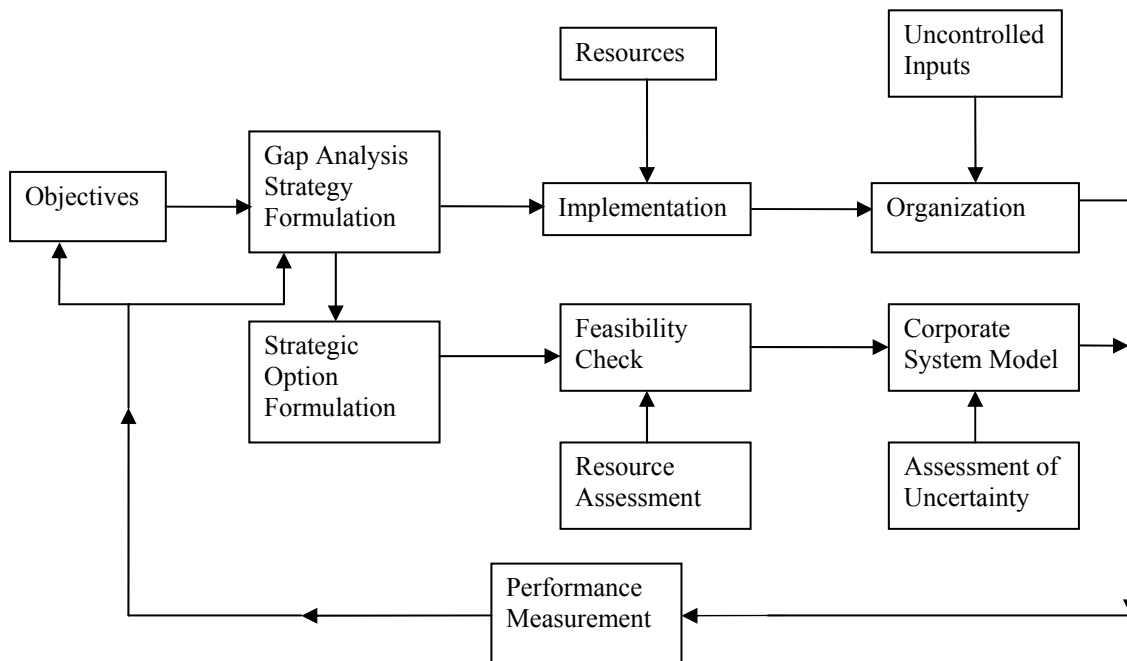 Resources
Uncontrolled
Inputs
Objectives
Gap Analysis
Strategy
Formulation
Implementation
Organization
Strategic
Option
Formulation
Feasibility
Check
Corporate
System Model
Resource
Assessment
Assessment of
Uncertainty
Performance
Measurement